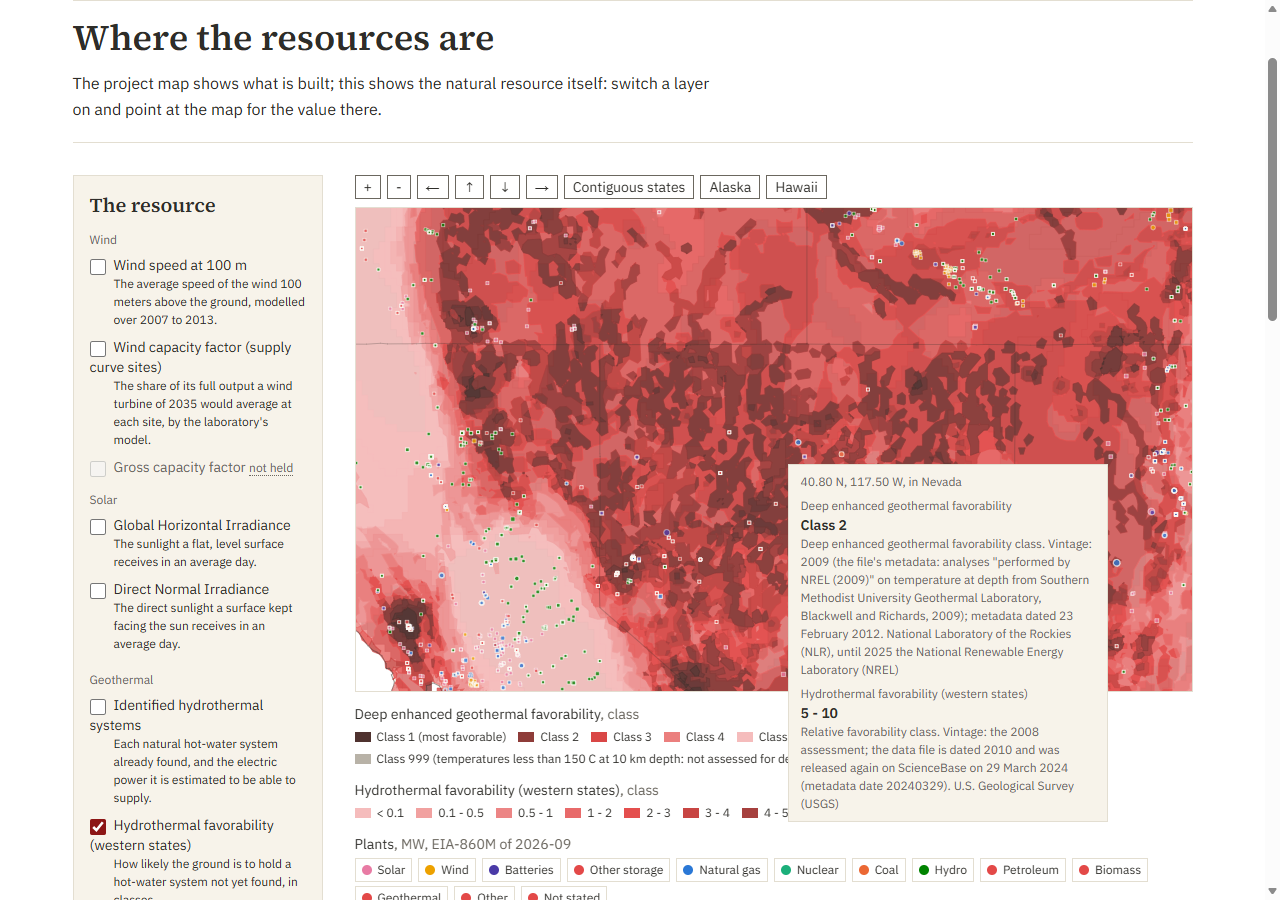 Where the resources are
The project map shows what is built; this shows the natural resource itself: switch a layer
on and point at the map for the value there.
The resource
Wind
Wind speed at 100 m
The average speed of the wind 100
meters above the ground, modelled
over 2007 to 2013.
Wind capacity factor (supply
curve sites)
The share of its full output a wind
turbine of 2035 would average at
each site, by the laboratory's
model.
Gross capacity factor not held
Solar
Global Horizontal Irradiance
The sunlight a flat, level surface
receives in an average day.
Direct Normal Irradiance
The direct sunlight a surface kept
facing the sun receives in an
average day.
Geothermal
Identified hydrothermal
systems
Each natural hot-water system
already found, and the electric
power it is estimated to be able to
supply.
Hydrothermal favorability
(western states)
How likely the ground is to hold a
hot-water system not yet found, in
classes.
+ - ← ↑ ↓ → Contiguous states Alaska Hawaii
40.80 N, 117.50 W, in Nevada
Deep enhanced geothermal favorability
Class 2
Deep enhanced geothermal favorability class. Vintage:
2009 (the file's metadata: analyses "performed by
NREL (2009)" on temperature at depth from Southern
Methodist University Geothermal Laboratory,
Blackwell and Richards, 2009); metadata dated 23
February 2012. National Laboratory of the Rockies
(NLR), until 2025 the National Renewable Energy
Laboratory (NREL)
Hydrothermal favorability (western states)
5 - 10
Relative favorability class. Vintage: the 2008
assessment; the data file is dated 2010 and was
released again on ScienceBase on 29 March 2024
(metadata date 20240329). U.S. Geological Survey
(USGS)
Deep enhanced geothermal favorability, class
Class 1 (most favorable) Class 2 Class 3 Class 4 Class
Class 999 (temperatures less than 150 C at 10 km depth: not assessed for de
Hydrothermal favorability (western states), class
< 0.1 0.1 - 0.5 0.5 - 1 1 - 2 2 - 3 3 - 4 4 - 5
Plants, MW, EIA-860M of 2026-09
Solar Wind Batteries Other storage Natural gas Nuclear Coal Hydro Petroleum Biomass
Geothermal Other Not stated